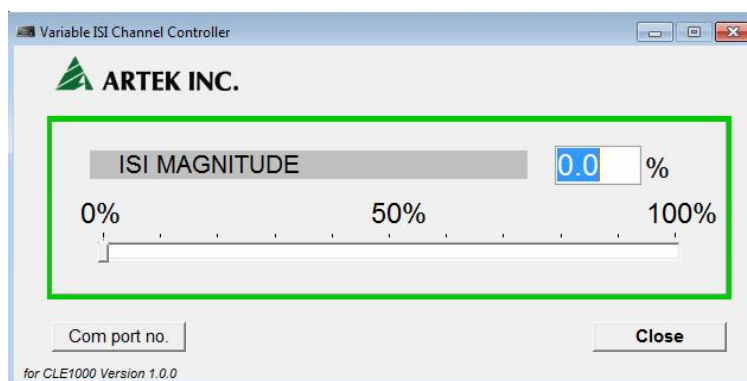 Variable ISI Channel Controller
ARTEK INC.
ISI MAGNITUDE 0.0 %
0% 50% 100%
Com port no. Close
for CLE1000 Version 1.0.0